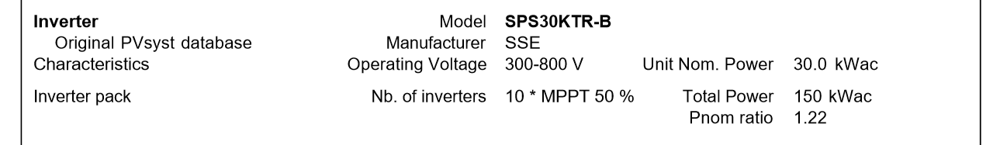 Inverter Model SPS30KTR-B
Original PVsyst database Manufacturer SSE
Characteristics Operating Voltage 300-800 V Unit Nom. Power 30.0 kWac
Inverter pack Nb. of inverters 10 * MPPT 50 % Total Power 150 kWac
Pnom ratio 1.22